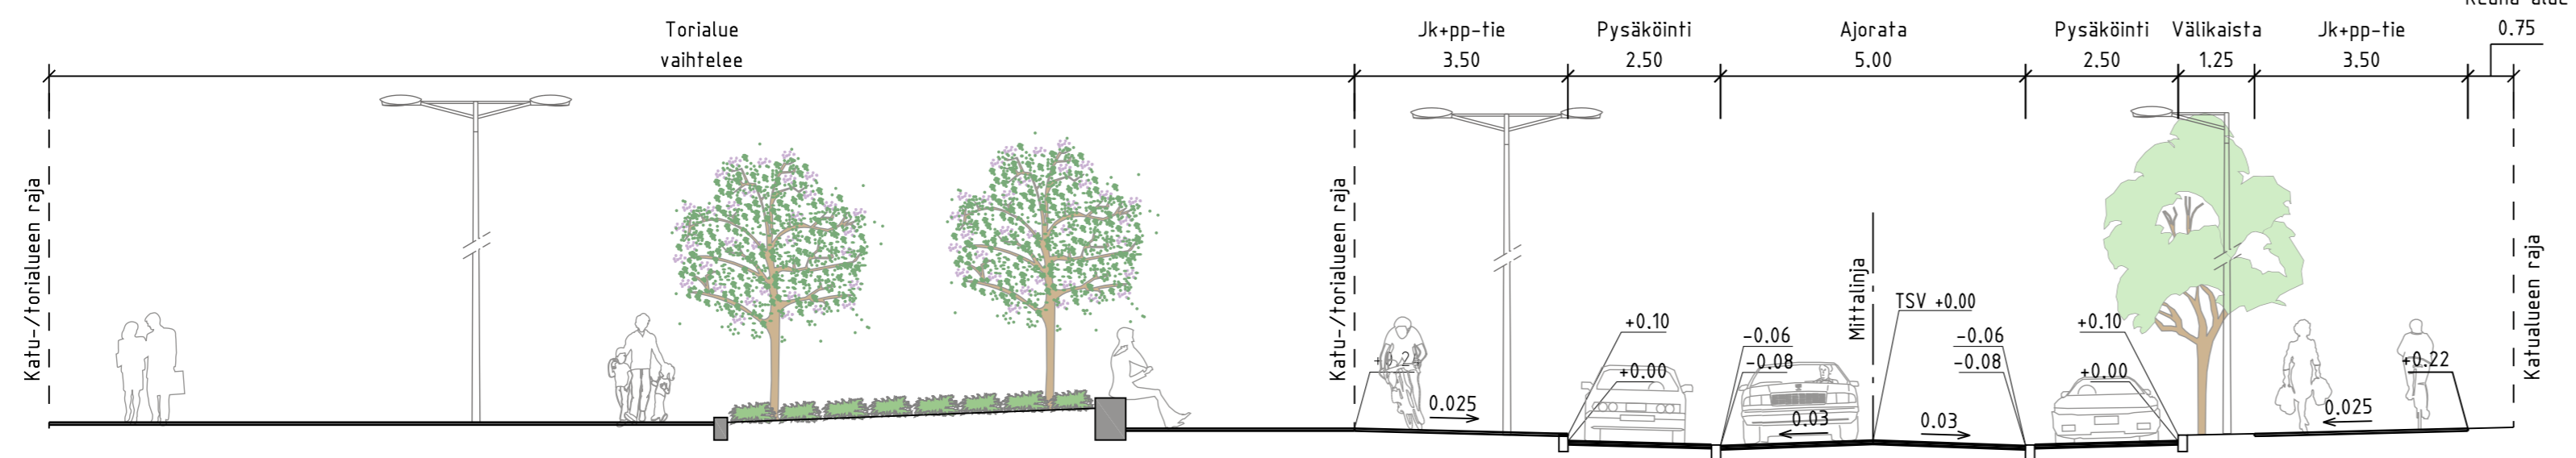 Torialue
vaihtelee
Jk+pp-tie
3.50
Pysäköinti
2.50
Ajorata
5.00
Pysäköinti
2.50
Välikaista
1.25
Jk+pp-tie
3.50
0.75
Katu-/torialueen raja
Katu-/torialueen raja
0.025
+0.10
+0.00
-0.06
-0.08
0.03
Mittalinja
TSV +0.00
0.03
-0.06
-0.08
+0.10
+0.00
0.025
+0.22
Katualueen raja